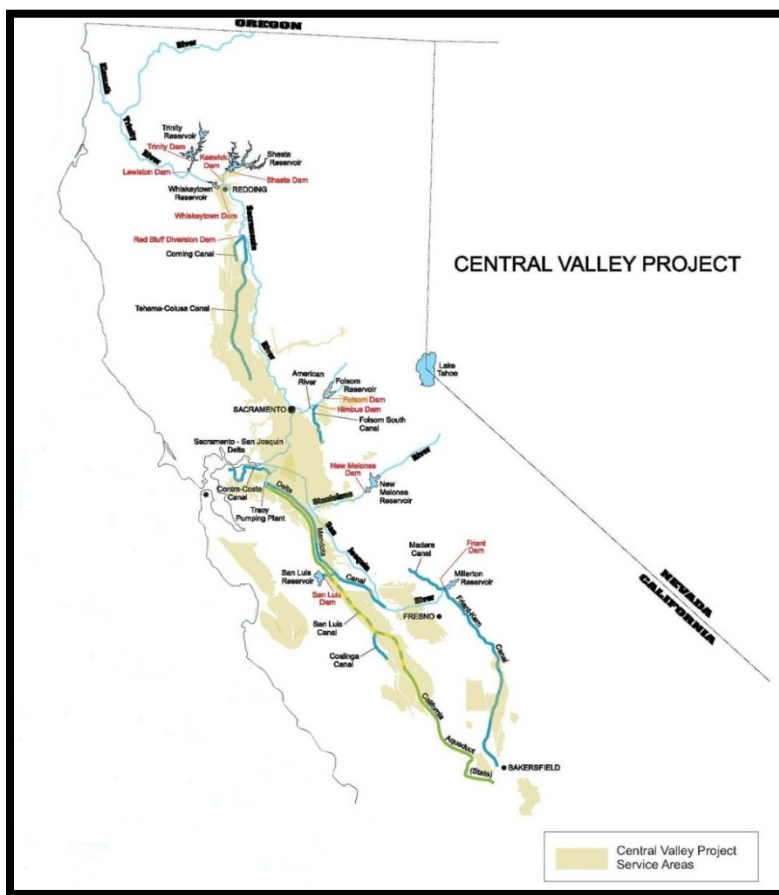 OREGON
River
Klamath
Trinity
River
Trinity
Reservoir
Trinity Dam
Keswick
Dam
Shasta
Reservoir
Lewiston Dam
Shasta Dam
Whiskeytown
Reservoir
REDDING
Whiskeytown Dam
Sacramento
Red Bluff Diversion Dam
Corning Canal
CENTRAL VALLEY PROJECT
Tehama-Colusa Canal
River
American
River
Folsom
Reservoir
Lake
Tahoe
Folsom Dam
Nimbus Dam
SACRAMENTO
Folsom South
Canal
Sacramento - San Joaquin
Delta
River
New Melones
Dam
New
Melones
Reservoir
Stanislaus
Contra-Costa
Canal
Delta
Tracy
Pumping Plant
Mendota
San
Joaquin
Madera
Canal
Friant
Dam
San Luis
Reservoir
Canal
Millerton
Reservoir
San Luis
Dam
River
FRESNO
Friant-Kern
NEVADA
CALIFORNIA
San Luis
Canal
Coalinga
Canal
Canal
California
Aquaduct
(State)
BAKERSFIELD
Central Valley Project
Service Areas